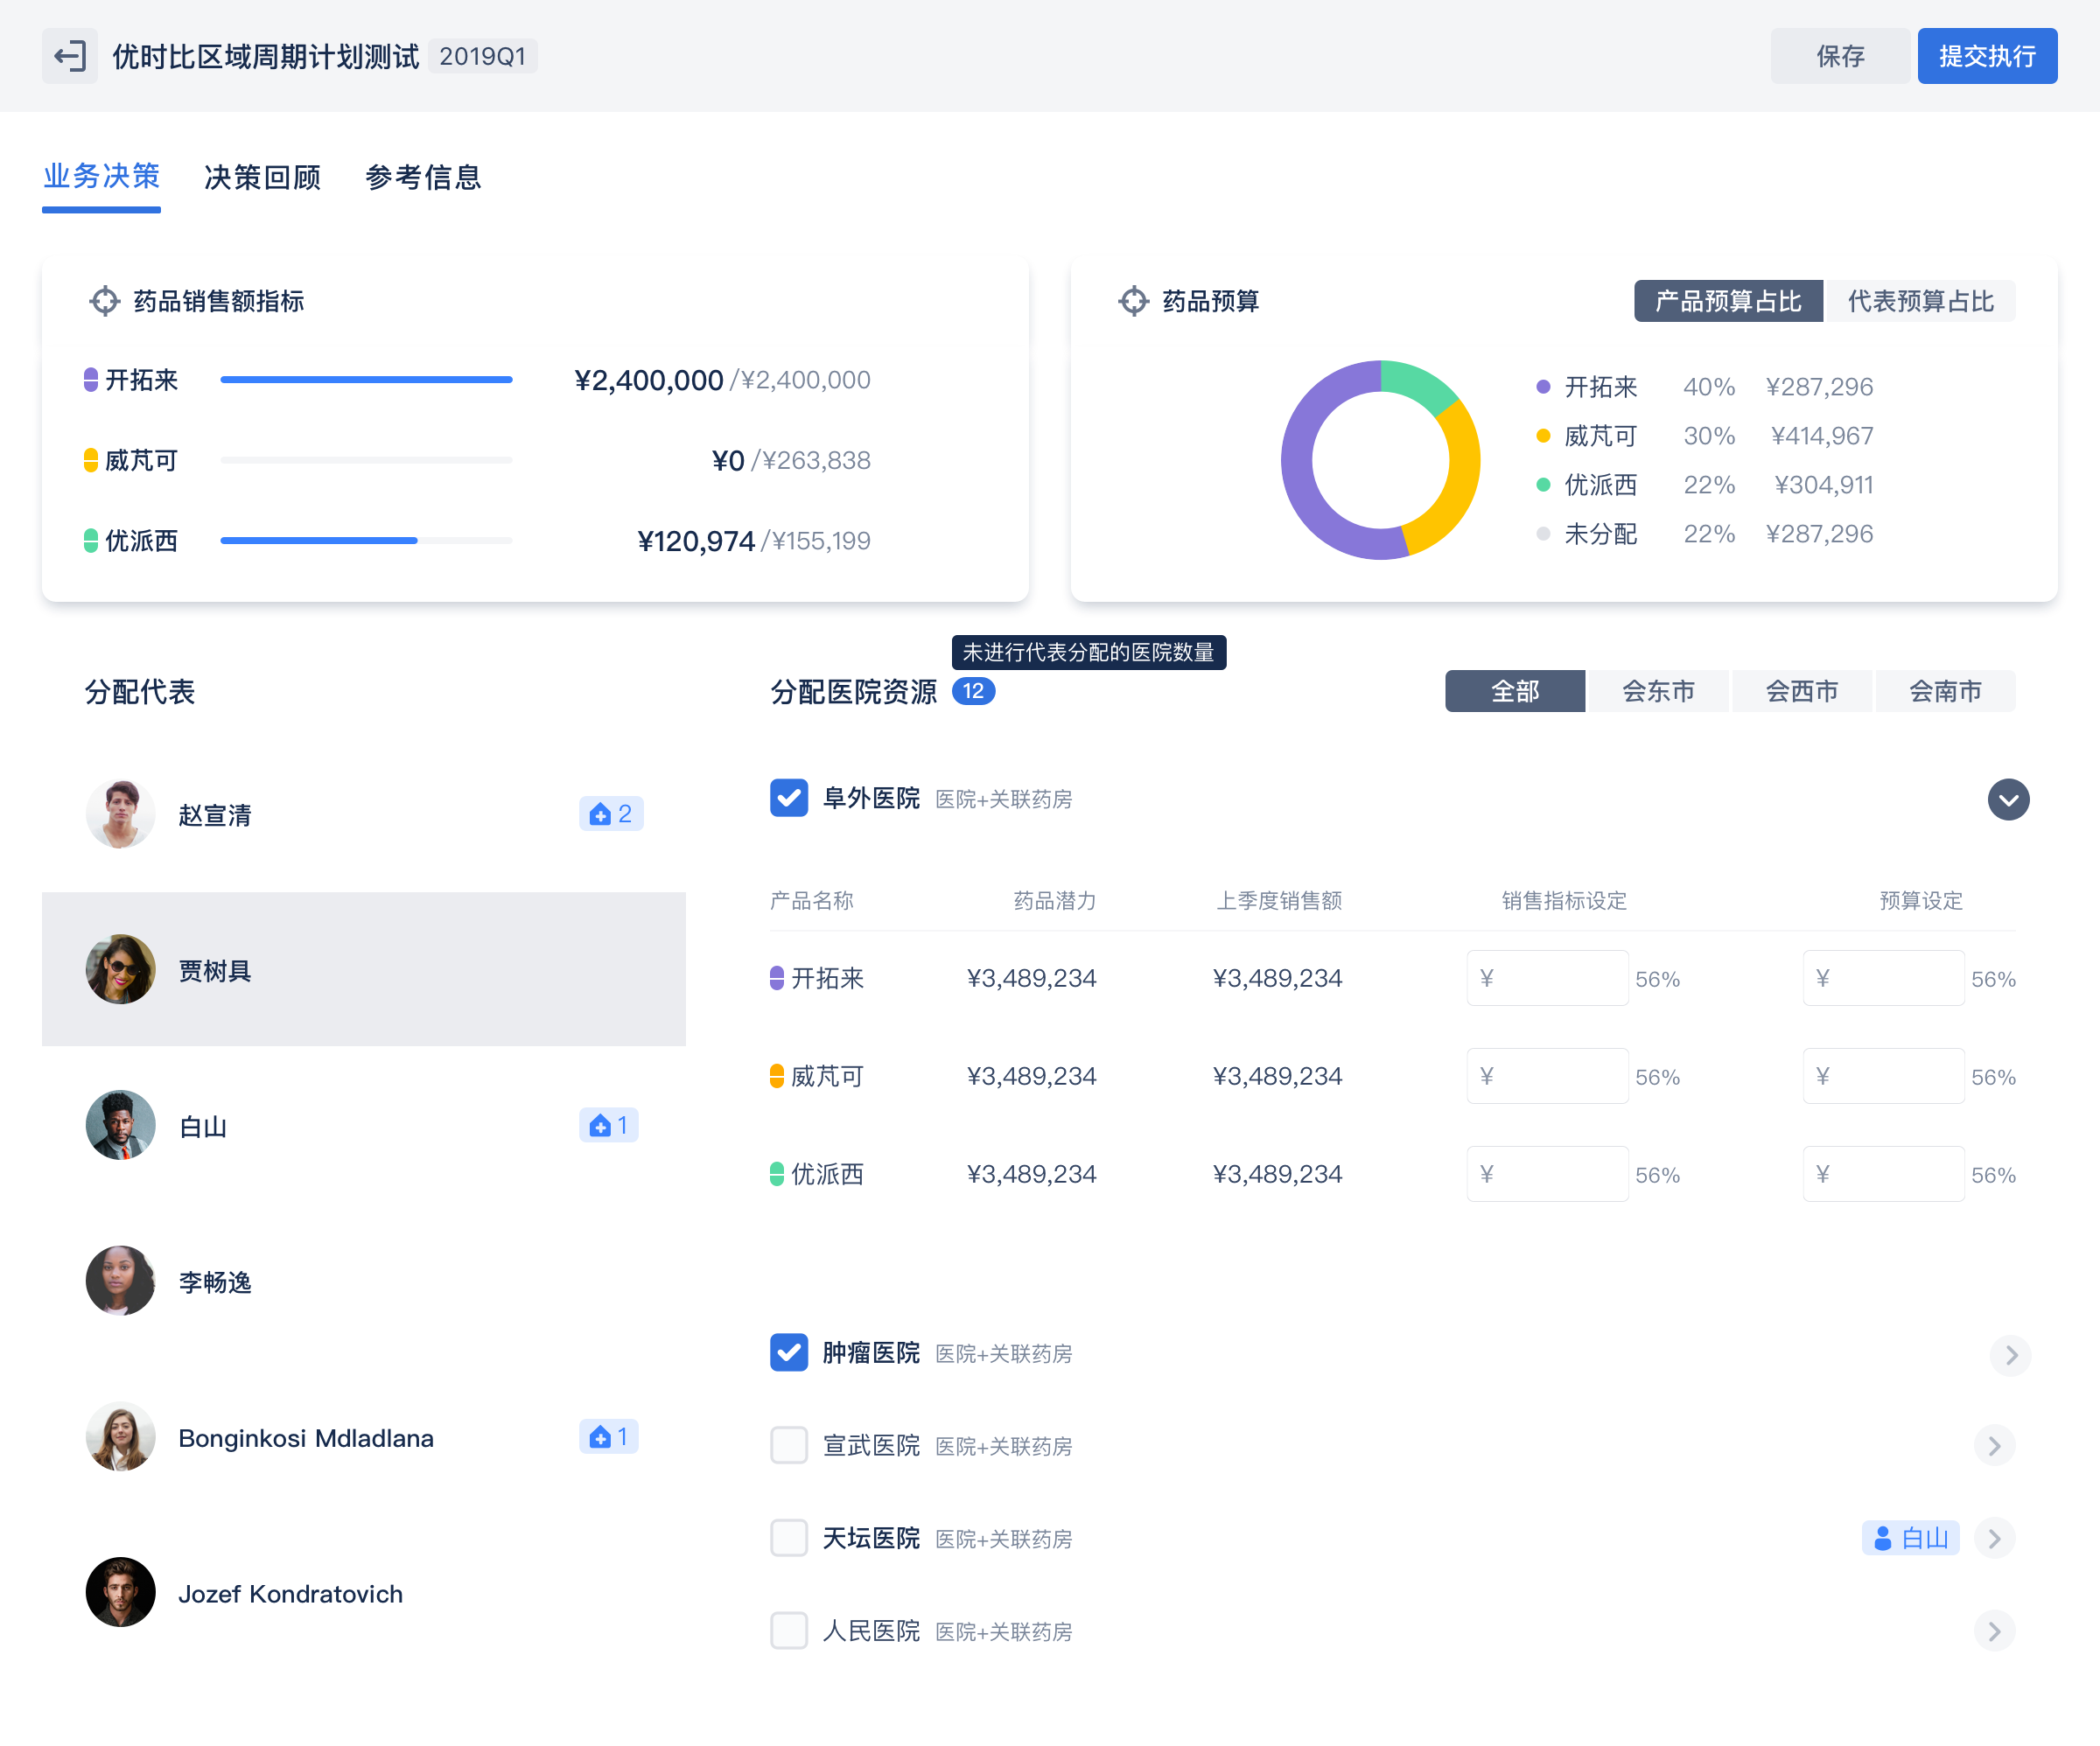 优时比区域周期计划测试 2019Q1 保存 提交执行
业务决策 决策回顾 参考信息
药品销售额指标
开拓来 ¥2,400,000/¥2,400,000
威芃可 ¥0/¥263,838
优派西 ¥120,974/¥155,199
药品预算 产品预算占比 代表预算占比
开拓来 40% ¥287,296
威芃可 30% ¥414,967
优派西 22% ¥304,911
未分配 22% ¥287,296
分配代表
赵宣清 2
贾树具
白山 1
李畅逸
Bonginkosi Mdladlana 1
Jozef Kondratovich
未进行代表分配的医院数量
分配医院资源 12 全部 会东市 会西市 会南市
阜外医院 医院+关联药房
产品名称 药品潜力 上季度销售额 销售指标设定 预算设定
开拓来 ¥3,489,234 ¥3,489,234 ¥ 56% ¥ 56%
威芃可 ¥3,489,234 ¥3,489,234 ¥ 56% ¥ 56%
优派西 ¥3,489,234 ¥3,489,234 ¥ 56% ¥ 56%
肿瘤医院 医院+关联药房
宣武医院 医院+关联药房
天坛医院 医院+关联药房 白山
人民医院 医院+关联药房